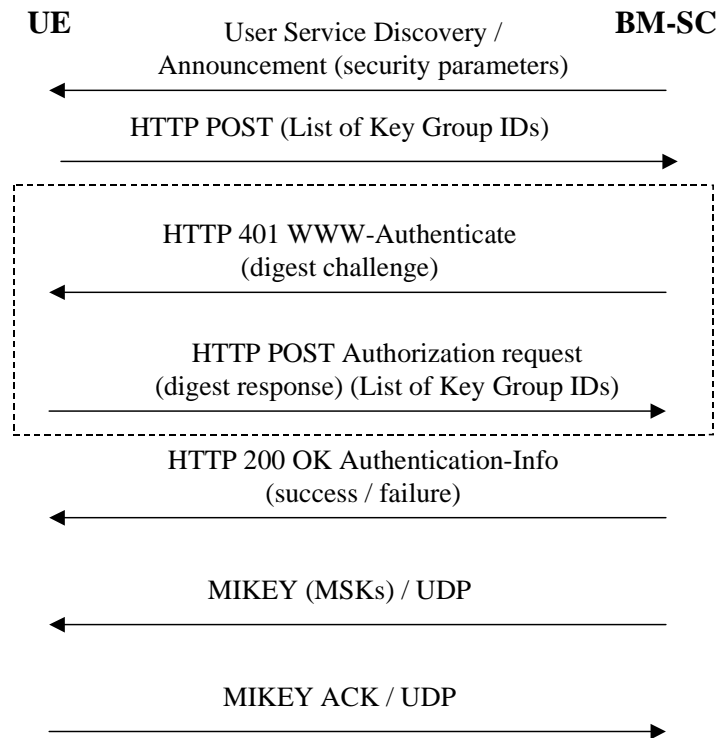 UE
BM-SC
User Service Discovery /
Announcement (security parameters)
HTTP POST (List of Key Group IDs)
HTTP 401 WWW-Authenticate
(digest challenge)
HTTP POST Authorization request
(digest response) (List of Key Group IDs)
HTTP 200 OK Authentication-Info
(success / failure)
MIKEY (MSKs) / UDP
MIKEY ACK / UDP